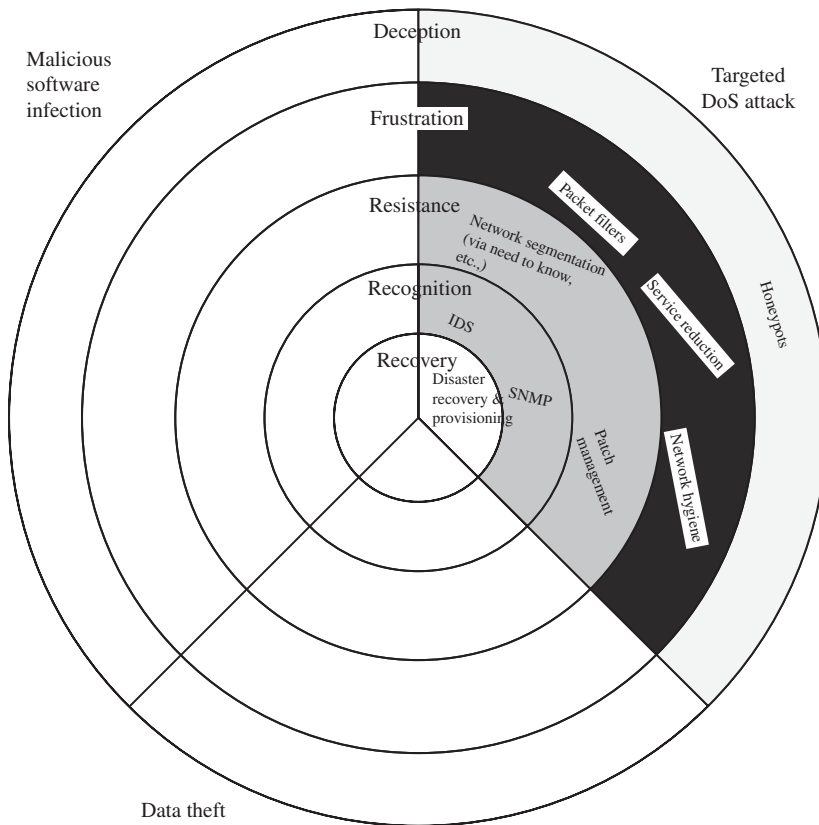 Deception
Malicious
software
infection
Targeted
DoS attack
Frustration
Packet filters
Resistance
Network segmentation
(via need to know,
etc.,)
Recognition
Service reduction
Honeypots
IDS
Recovery
Disaster
recovery &
provisioning
SNMP
Patch
management
Network hygiene
Data theft